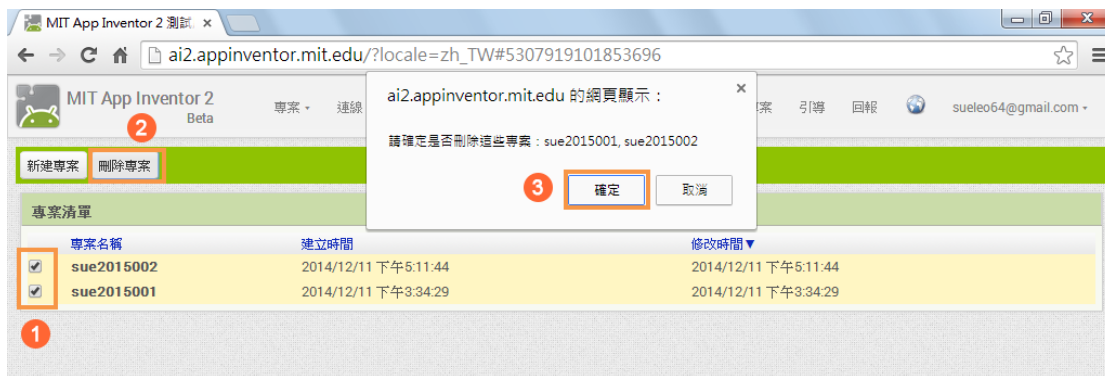 MIT App Inventor 2 測試
ai2.appinventor.mit.edu/?locale=zh_TW#5307919101853696
MIT App Inventor 2
Beta
專案 連線 案 引導 回報 sueleo64@gmail.com
ai2.appinventor.mit.edu 的網頁顯示：
請確定是否刪除這些專案：sue2015001, sue2015002
3 確定 取消
2
新建專案 刪除專案
專案清單
專案名稱 建立時間 修改時間▼
sue2015002 2014/12/11 下午5:11:44 2014/12/11 下午5:11:44
sue2015001 2014/12/11 下午3:34:29 2014/12/11 下午3:34:29
1